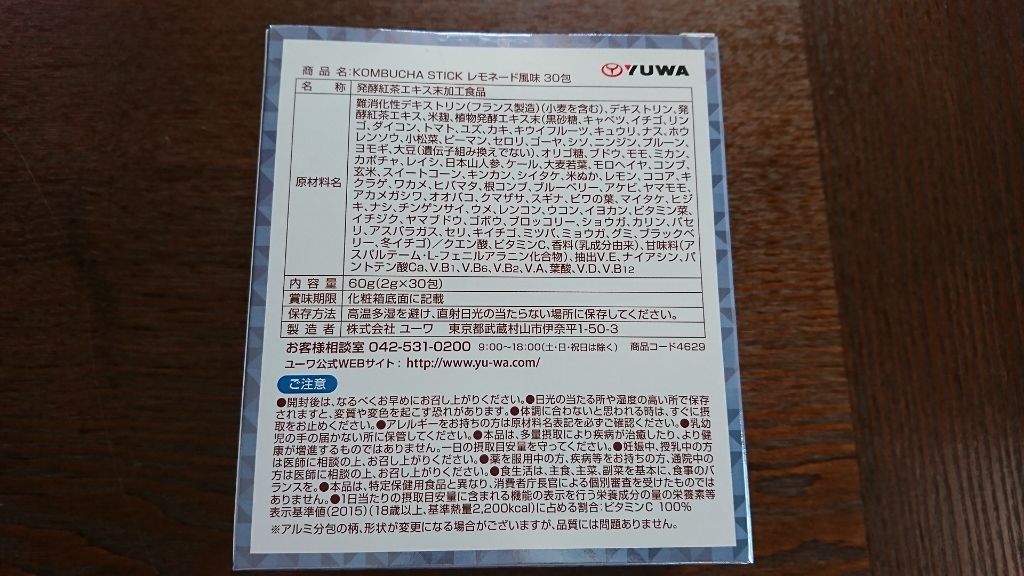 商品名:KOMBUCHA STICK レモネード風味 30包
YUWA
名称 発酵紅茶エキス末加工食品
原材料名
難消化性デキストリン(フランス製造)(小麦を含む)、デキストリン、発
酵紅茶エキス、米麹、植物発酵エキス末(黒砂糖、キャベツ、イチゴ、リン
ゴ、ダイコン、トマト、ユズ、カキ、キウイフルーツ、キュウリ、ナス、ホウ
レンソウ、小松菜、ピーマン、セロリ、ゴーヤ、シソ、ニンジン、プルーン、
ヨモギ、大豆(遺伝子組み換えでない)、オリゴ糖、ブドウ、モモ、ミカン、
カボチャ、レイシ、日本山人参、ケール、大麦若葉、モロヘイヤ、コンブ、
玄米、スイートコーン、キンカン、シイタケ、米ぬか、レモン、ココア、キ
クラゲ、ワカメ、ヒバマタ、根コンブ、ブルーベリー、アケビ、ヤマモモ、
アカメガシワ、オオバコ、クマザサ、スギナ、ビワの葉、マイタケ、ヒジ
キ、ナシ、チンゲンサイ、ウメ、レンコン、ウコン、イヨカン、ビタミン菜、
イチジク、ヤマブドウ、ゴボウ、ブロッコリー、ショウガ、カリン、パセ
リ、アスパラガス、セリ、キイチゴ、ミツバ、ミョウガ、グミ、ブラックベ
リー、冬イチゴ)/クエン酸、ビタミンC、香料(乳成分由来)、甘味料(ア
スパルテーム・L-フェニルアラニン化合物)、抽出V.E、ナイアシン、パ
ントテン酸Ca、V.B1、V.B6、V.B2、V.A、葉酸、V.D、V.B12
内容量 60g(2g×30包)
賞味期限 化粧箱底面に記載
保存方法 高温多湿を避け、直射日光の当たらない場所に保存してください。
製造者 株式会社 ユーワ 東京都武蔵村山市伊奈平1-50-3
お客様相談室 042-531-0200 9:00~18:00(土・日・祝日は除く) 商品コード4629
ユーワ公式WEBサイト:http://www.yu-wa.com/
ご注意
●開封後は、なるべくお早めにお召し上がりください。●日光の当たる所や湿度の高い所で保存
されますと、変質や変色を起こす恐れがあります。●体調に合わないと思われる時は、すぐに摂
取をお止めください。●アレルギーをお持ちの方は原材料名表記を必ずご確認ください。●乳幼
児の手の届かない所に保管してください。●本品は、多量摂取により疾病が治癒したり、より健
康が増進するものではありません。一日の摂取目安量を守ってください。●妊娠中、授乳中の方
は医師に相談の上、お召し上がりください。●薬を服用中の方、疾病等をお持ちの方、通院中の
方は医師に相談の上、お召し上がりください。●食生活は、主食、主菜、副菜を基本に、食事のバ
ランスを。●本品は、特定保健用食品と異なり、消費者庁長官による個別審査を受けたものでは
ありません。●1日当たりの摂取目安量に含まれる機能の表示を行う栄養成分の量の栄養素等
表示基準値(2015)(18歳以上、基準熱量2,200kcal)に占める割合:ビタミンC 100%
※アルミ分包の柄、形状が変更になる場合がございますが、品質には問題ありません。